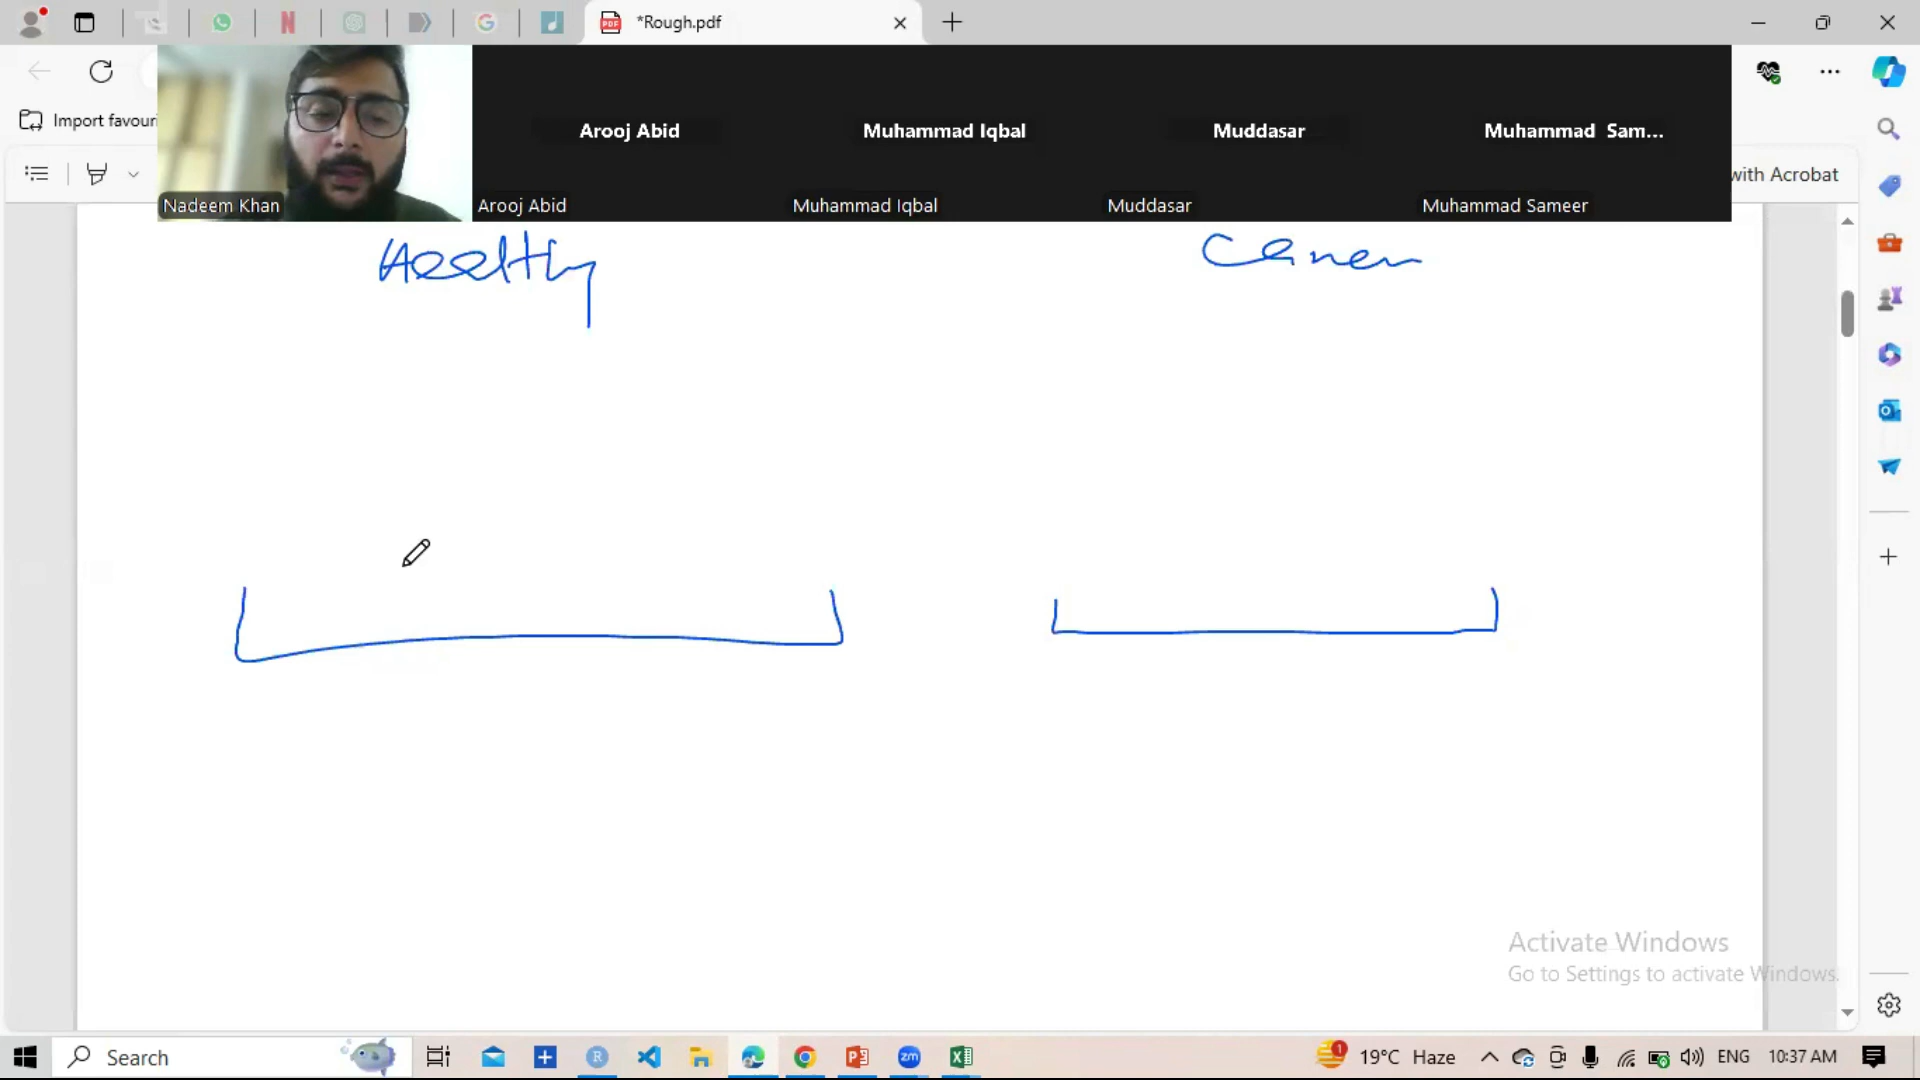 *Rough.pdf
Import favouri
Arooj Abid
Muhammad Iqbal
Muddasar
Muhammad Sam...
with Acrobat
Nadeem Khan
Arooj Abid
Muhammad Iqbal
Muddasar
Muhammad Sameer
Healthy
Cancer
Activate Windows
Go to Settings to activate Windows.
Search
19°C Haze
ENG
10:37 AM